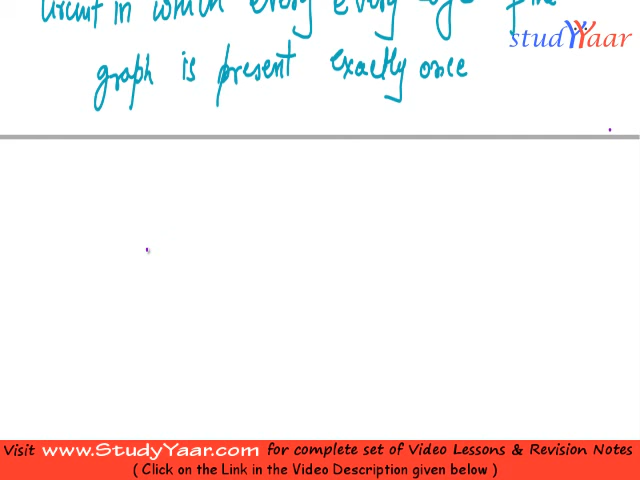 circuit in which every every edge of the
graph is present exactly once
studYYaar
Visit www.StudyYaar.com for complete set of Video Lessons & Revision Notes
( Click on the Link in the Video Description given below )